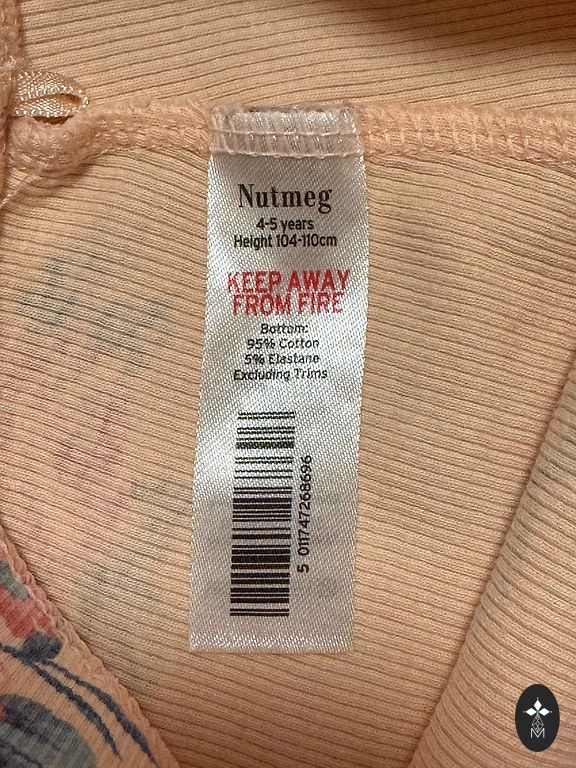 Nutmeg
4-5 years
Height 104-110cm
KEEP AWAY
FROM FIRE
Bottom:
95% Cotton
5% Elastane
Excluding Trims
5 011747268696
M